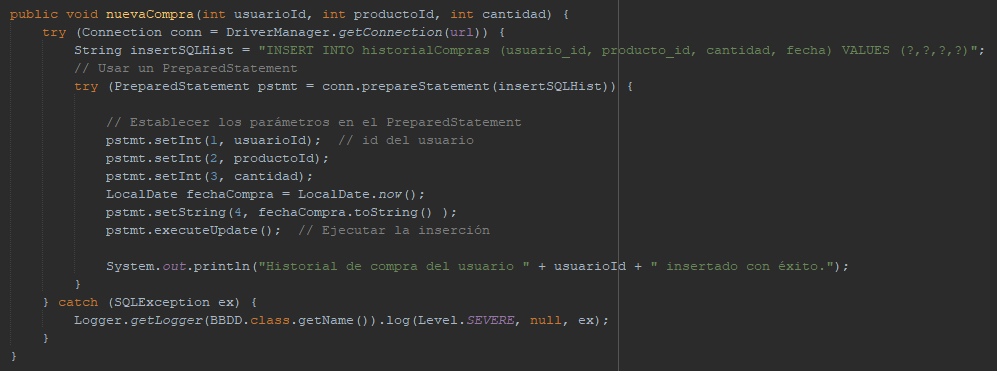 public void nuevaCompra(int usuarioId, int productoId, int cantidad) {
    try (Connection conn = DriverManager.getConnection(url)) {
        String insertSQLHist = "INSERT INTO historialCompras (usuario_id, producto_id, cantidad, fecha) VALUES (?,?,?,?)";
        // Usar un PreparedStatement
        try (PreparedStatement pstmt = conn.prepareStatement(insertSQLHist)) {

            // Establecer los parámetros en el PreparedStatement
            pstmt.setInt(1, usuarioId);  // id del usuario
            pstmt.setInt(2, productoId);
            pstmt.setInt(3, cantidad);
            LocalDate fechaCompra = LocalDate.now();
            pstmt.setString(4, fechaCompra.toString() );
            pstmt.executeUpdate();  // Ejecutar la inserción

            System.out.println("Historial de compra del usuario " + usuarioId + " insertado con éxito.");
        }
    } catch (SQLException ex) {
        Logger.getLogger(BBDD.class.getName()).log(Level.SEVERE, null, ex);
    }
}